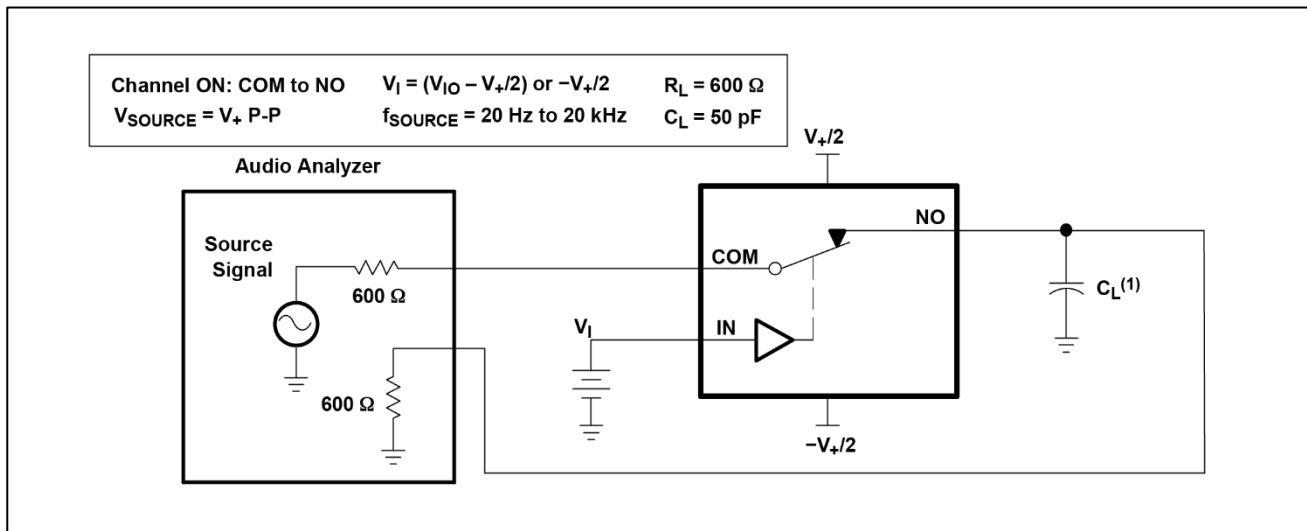 Channel ON: COM to NO
V_I = (V_IO – V_+/2) or −V_+/2
R_L = 600 Ω
V_SOURCE = V_+ P-P
f_SOURCE = 20 Hz to 20 kHz
C_L = 50 pF
Audio Analyzer
V_+/2
Source
Signal
600 Ω
COM
NO
C_L(1)
V_I
IN
600 Ω
−V_+/2